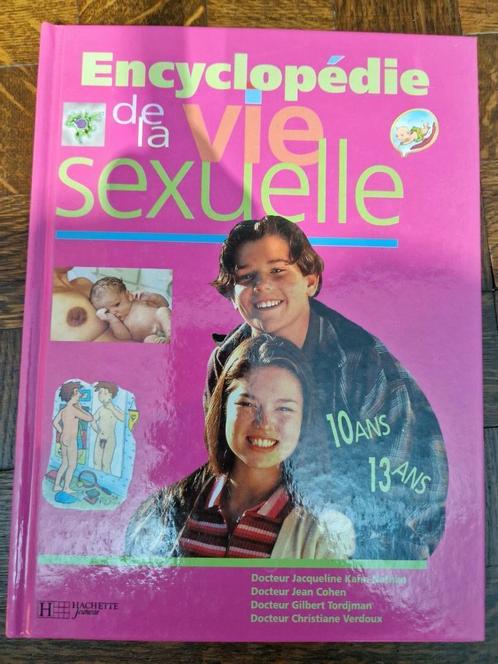 Encyclopédie
de la vie
sexuelle
10 ANS
13 ANS
Docteur Jacqueline Kahn-Nathan
Docteur Jean Cohen
Docteur Gilbert Tordjman
Docteur Christiane Verdoux
H HACHETTE
Jeunesse